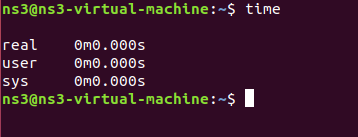 ns3@ns3-virtual-machine:~$ time

real    0m0.000s
user    0m0.000s
sys     0m0.000s
ns3@ns3-virtual-machine:~$